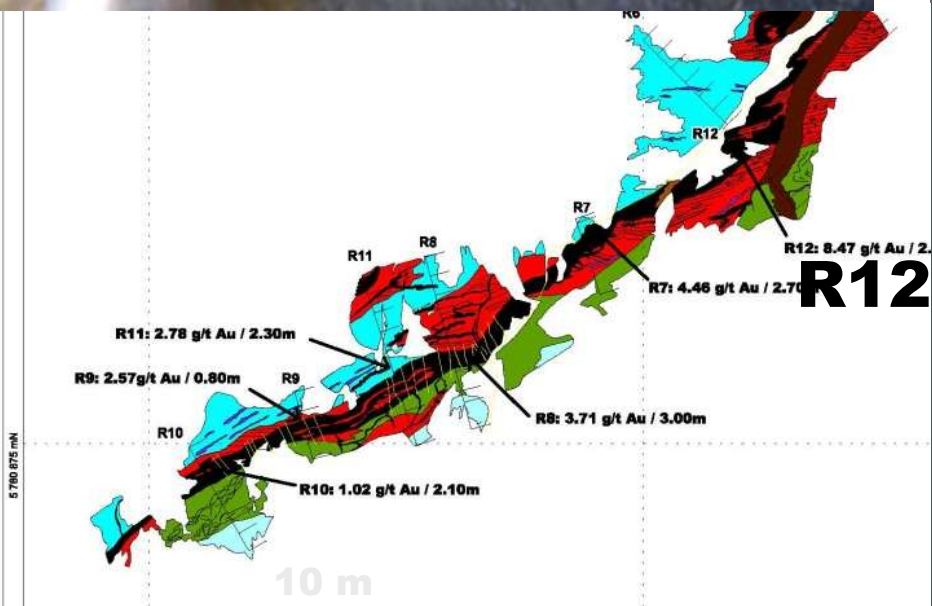 R6
R12
R7
R12: 8.47 g/t Au / 2.
R12
R8
R11
R7: 4.46 g/t Au / 2.70
R11: 2.78 g/t Au / 2.30m
R9: 2.57g/t Au / 0.80m
R9
R8: 3.71 g/t Au / 3.00m
R10
5 780 875 mN
R10: 1.02 g/t Au / 2.10m
10 m